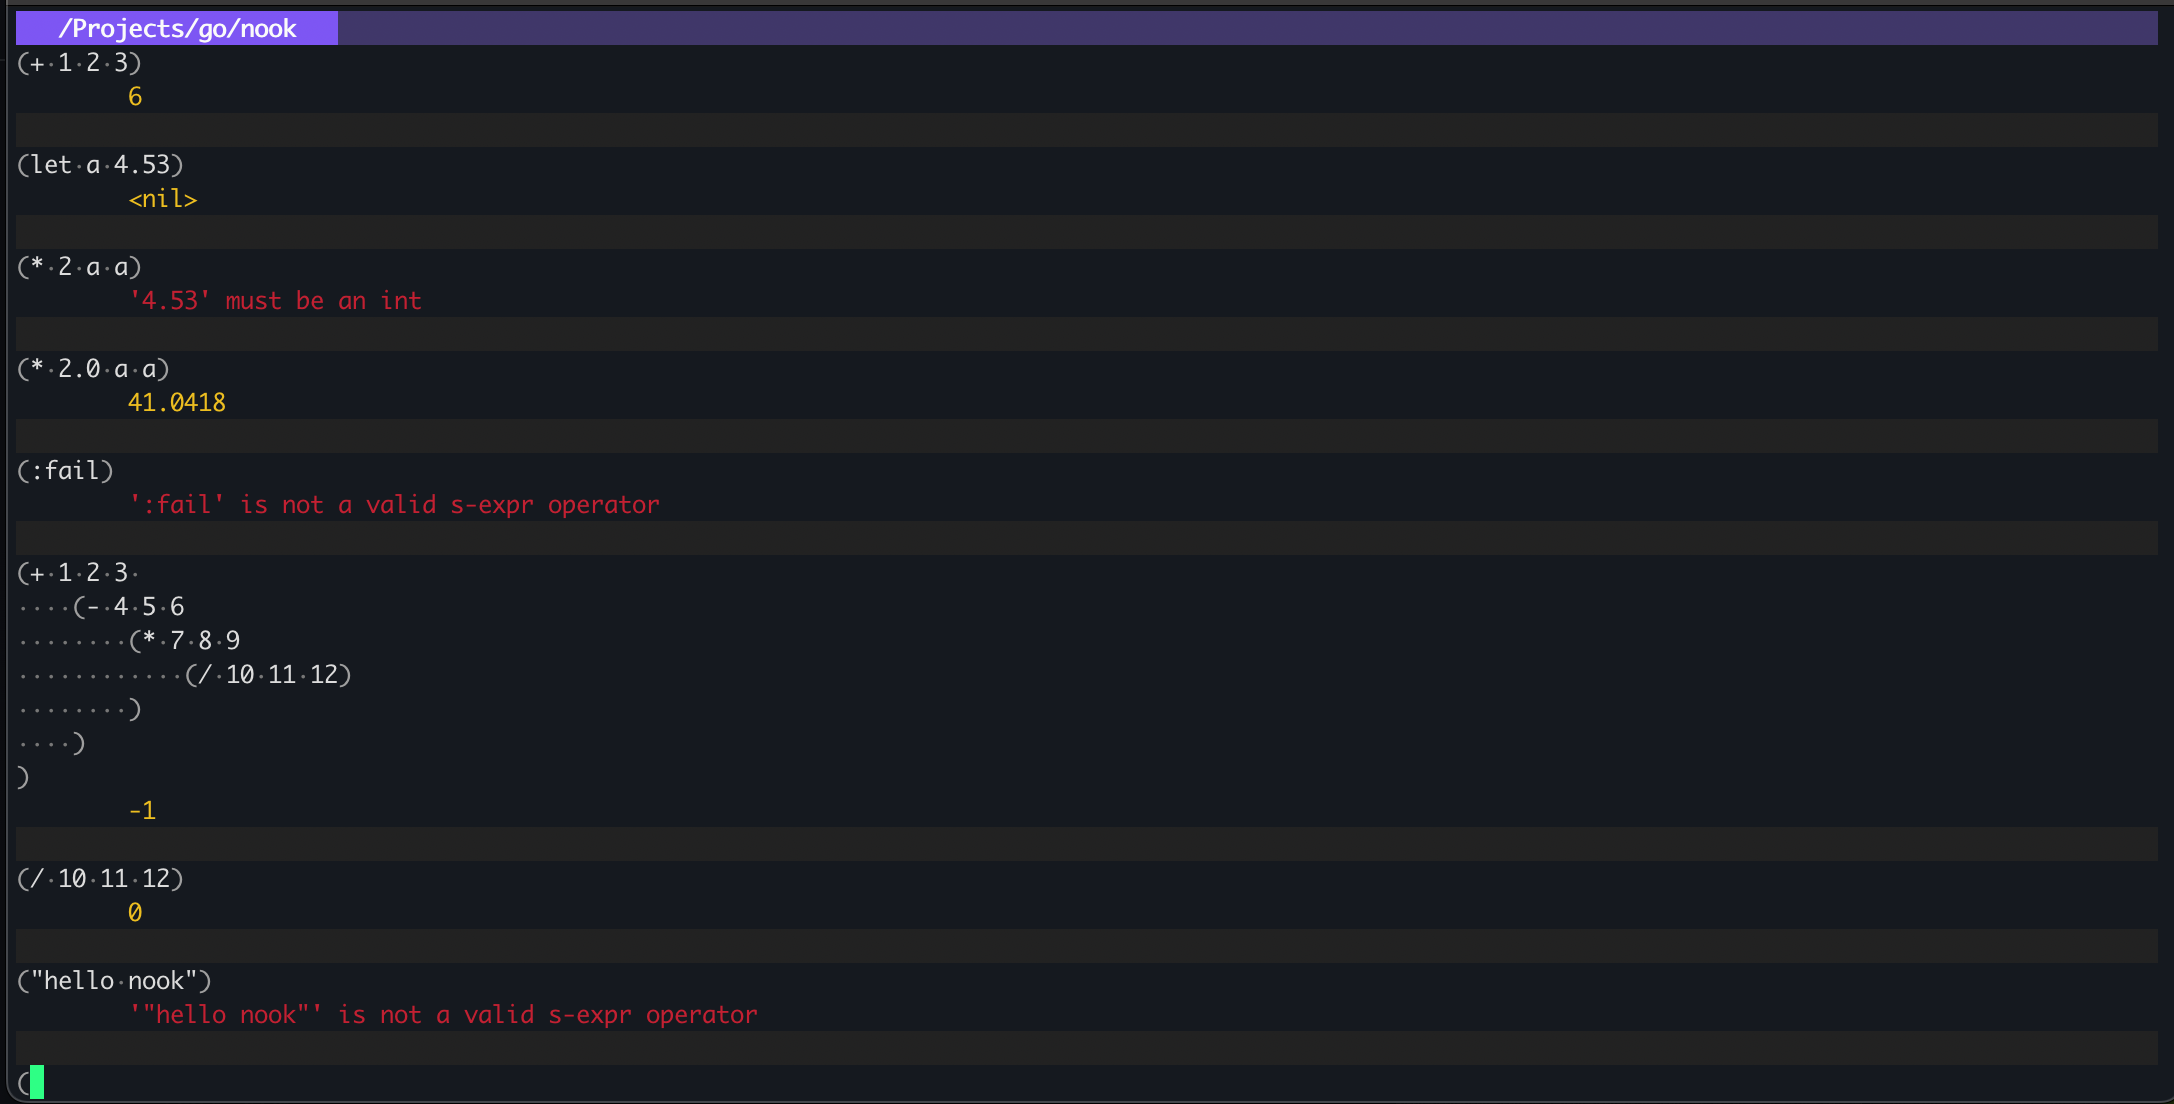 /Projects/go/nook
(+·1·2·3)
6
(let·a·4.53)
<nil>
(*·2·a·a)
'4.53' must be an int
(*·2.0·a·a)
41.0418
(:fail)
':fail' is not a valid s-expr operator
(+·1·2·3·
····(-·4·5·6
········(*·7·8·9
············(/·10·11·12)
········)
····)
)
-1
(/·10·11·12)
0
("hello·nook")
'"hello nook"' is not a valid s-expr operator
(